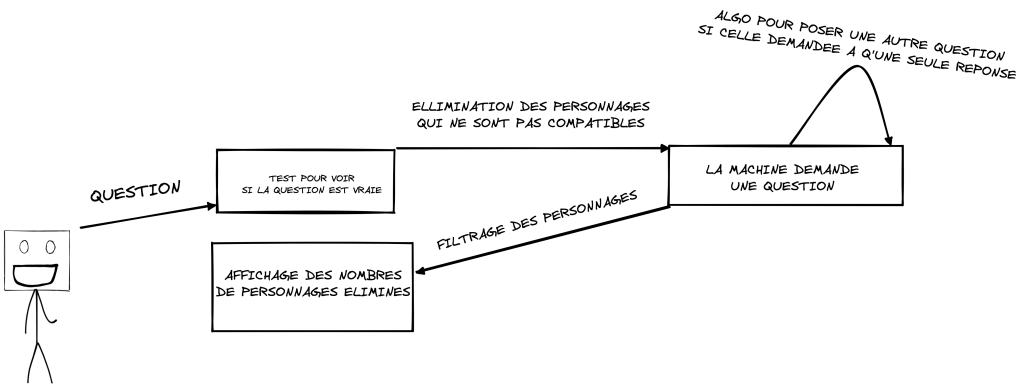 ALGO POUR POSER UNE AUTRE QUESTION
SI CELLE DEMANDEE A Q'UNE SEULE REPONSE
ELLIMINATION DES PERSONNAGES
QUI NE SONT PAS COMPATIBLES
QUESTION
TEST POUR VOIR
SI LA QUESTION EST VRAIE
LA MACHINE DEMANDE
UNE QUESTION
FILTRAGE DES PERSONNAGES
AFFICHAGE DES NOMBRES
DE PERSONNAGES ELIMINES